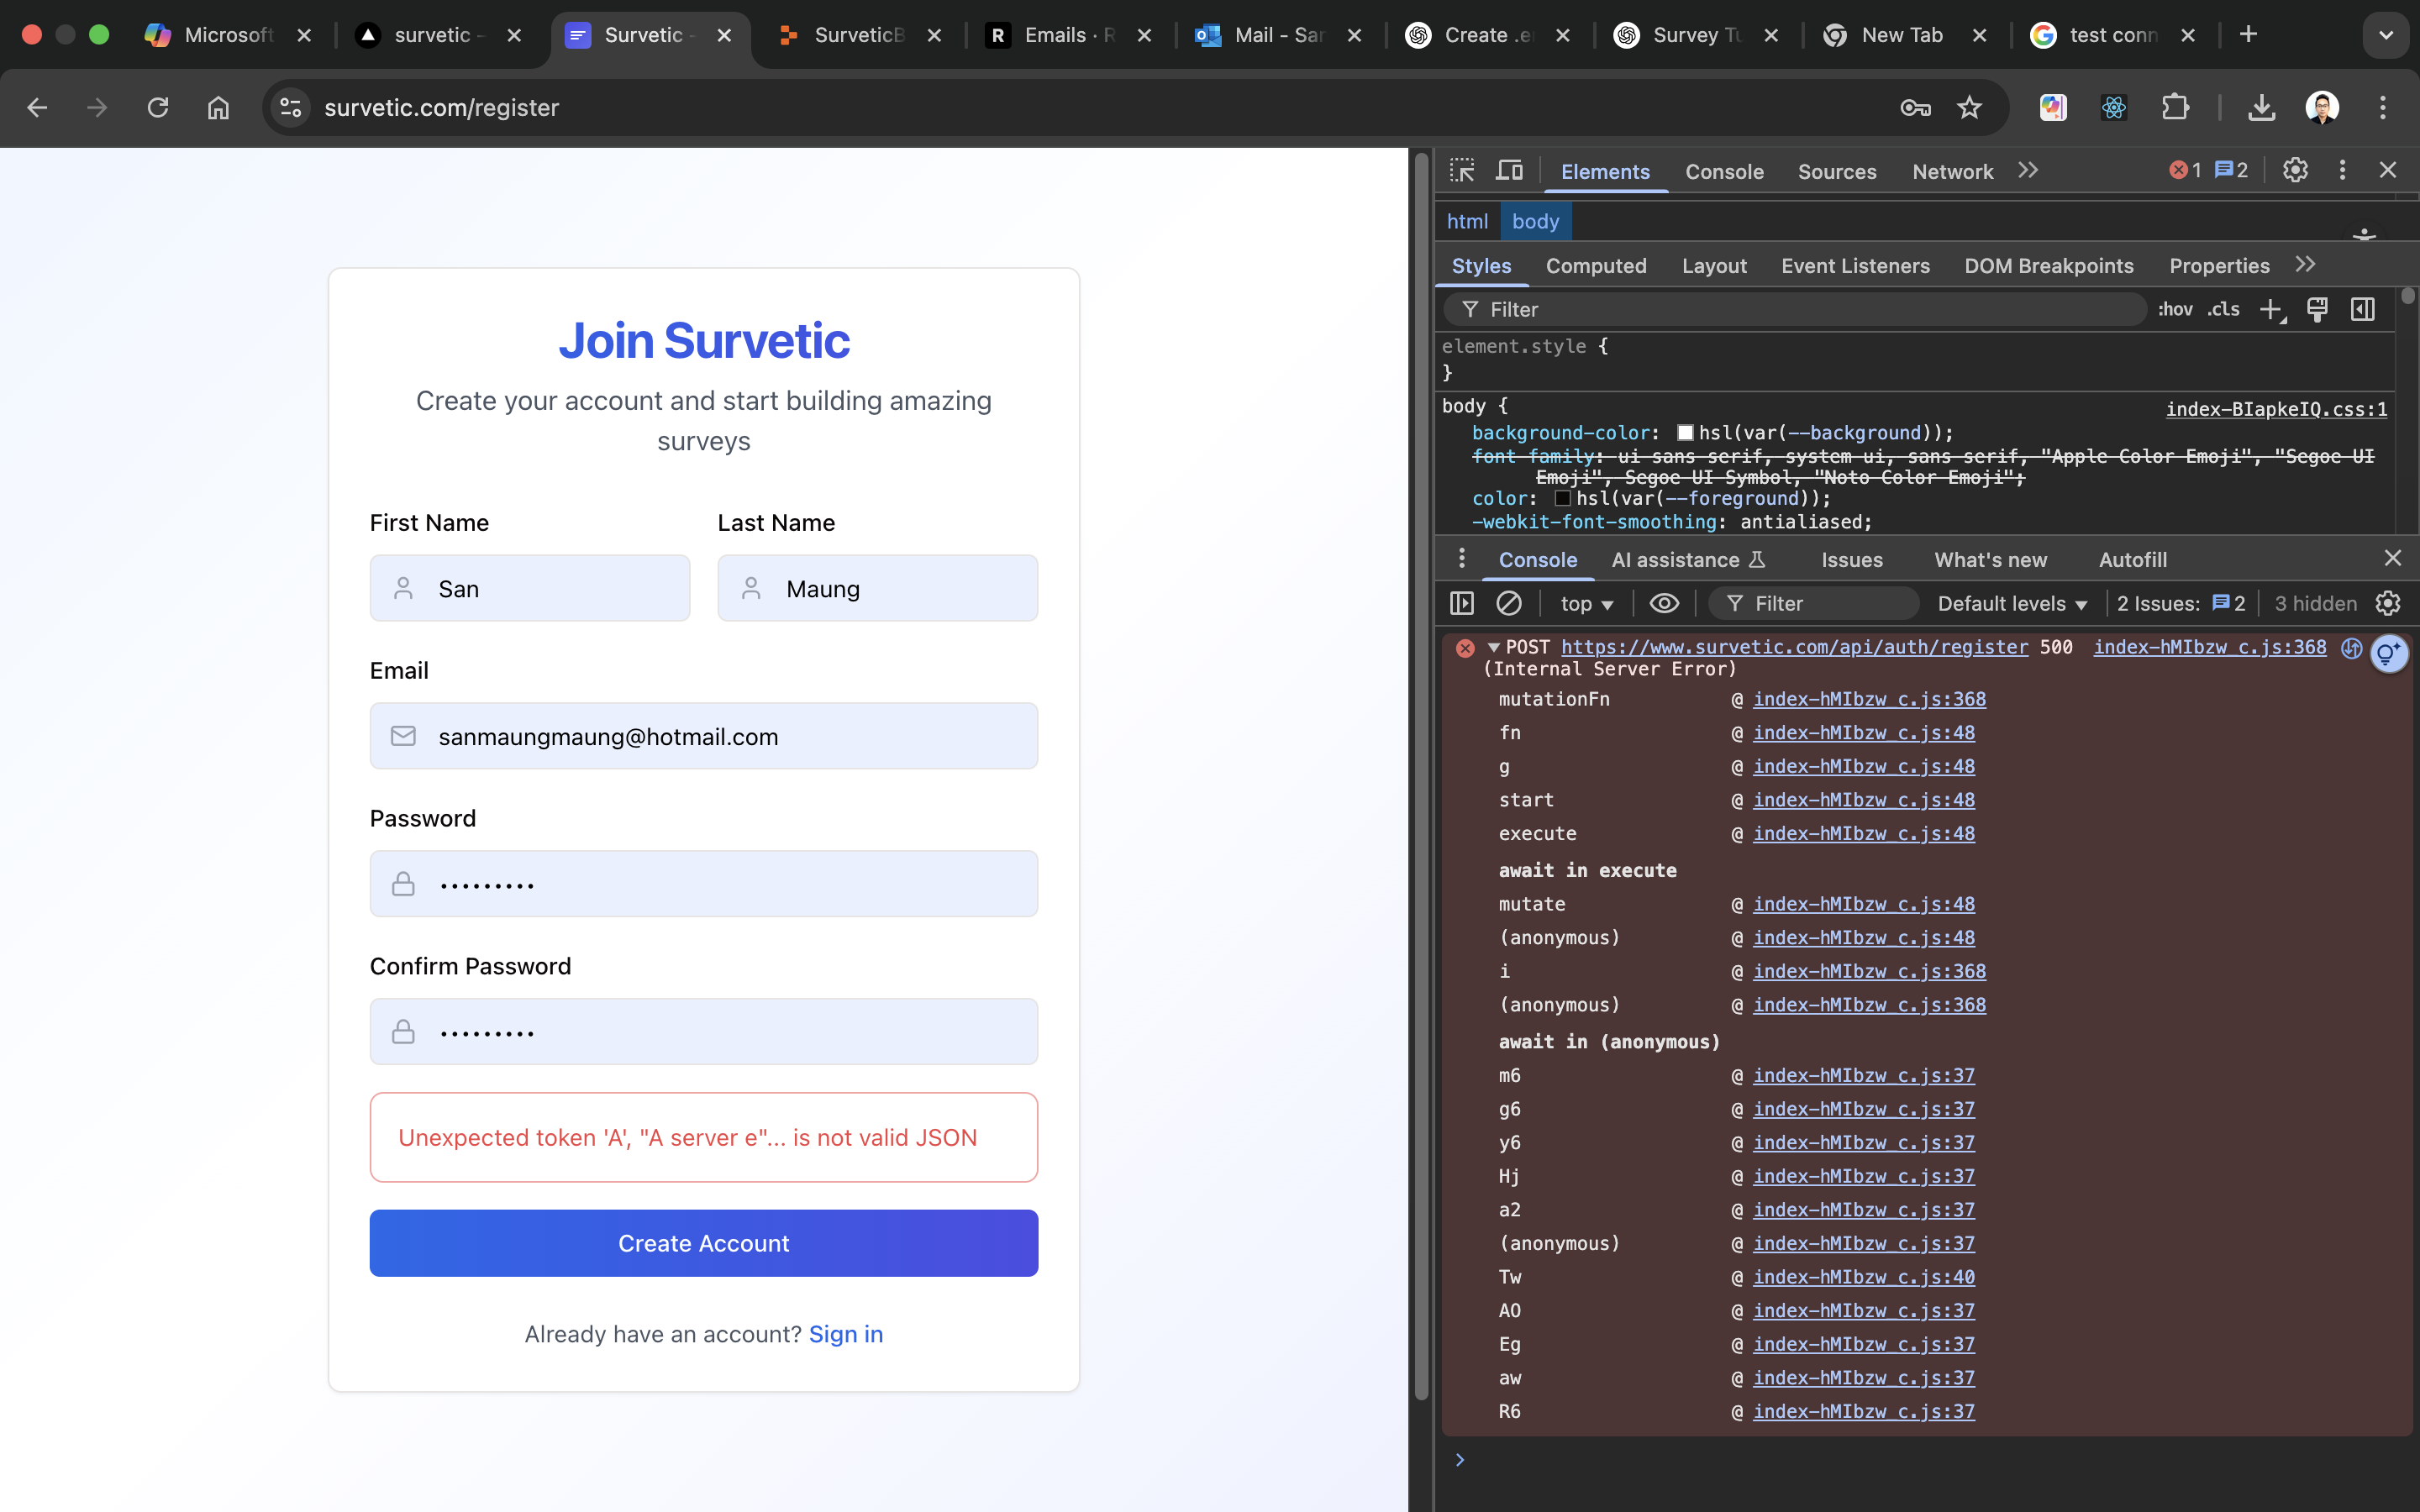 Microsoft
survetic -
Survetic -
SurveticB
Emails · R
Mail - Sar
Create .en
Survey Tu
New Tab
test conn
survetic.com/register
Join Survetic
Create your account and start building amazing
surveys
First Name
Last Name
San
Maung
Email
sanmaungmaung@hotmail.com
Password
•••••••••
Confirm Password
•••••••••
Unexpected token 'A', "A server e"... is not valid JSON
Create Account
Already have an account? Sign in
Elements
Console
Sources
Network
1
2
html
body
Styles
Computed
Layout
Event Listeners
DOM Breakpoints
Properties
Filter
:hov
.cls
element.style {
}
body {
index-BIapkeIQ.css:1
background-color: hsl(var(--background));
font-family: ui-sans-serif, system-ui, sans-serif, "Apple Color Emoji", "Segoe UI
Emoji", Segoe UI Symbol, "Noto Color Emoji";
color: hsl(var(--foreground));
-webkit-font-smoothing: antialiased;
Console
AI assistance
Issues
What's new
Autofill
top
Filter
Default levels
2 Issues: 2
3 hidden
POST https://www.survetic.com/api/auth/register 500 index-hMIbzw_c.js:368
(Internal Server Error)
mutationFn @ index-hMIbzw_c.js:368
fn @ index-hMIbzw_c.js:48
g @ index-hMIbzw_c.js:48
start @ index-hMIbzw_c.js:48
execute @ index-hMIbzw_c.js:48
await in execute
mutate @ index-hMIbzw_c.js:48
(anonymous) @ index-hMIbzw_c.js:48
i @ index-hMIbzw_c.js:368
(anonymous) @ index-hMIbzw_c.js:368
await in (anonymous)
m6 @ index-hMIbzw_c.js:37
g6 @ index-hMIbzw_c.js:37
y6 @ index-hMIbzw_c.js:37
Hj @ index-hMIbzw_c.js:37
a2 @ index-hMIbzw_c.js:37
(anonymous) @ index-hMIbzw_c.js:37
Tw @ index-hMIbzw_c.js:40
AO @ index-hMIbzw_c.js:37
Eg @ index-hMIbzw_c.js:37
aw @ index-hMIbzw_c.js:37
R6 @ index-hMIbzw_c.js:37